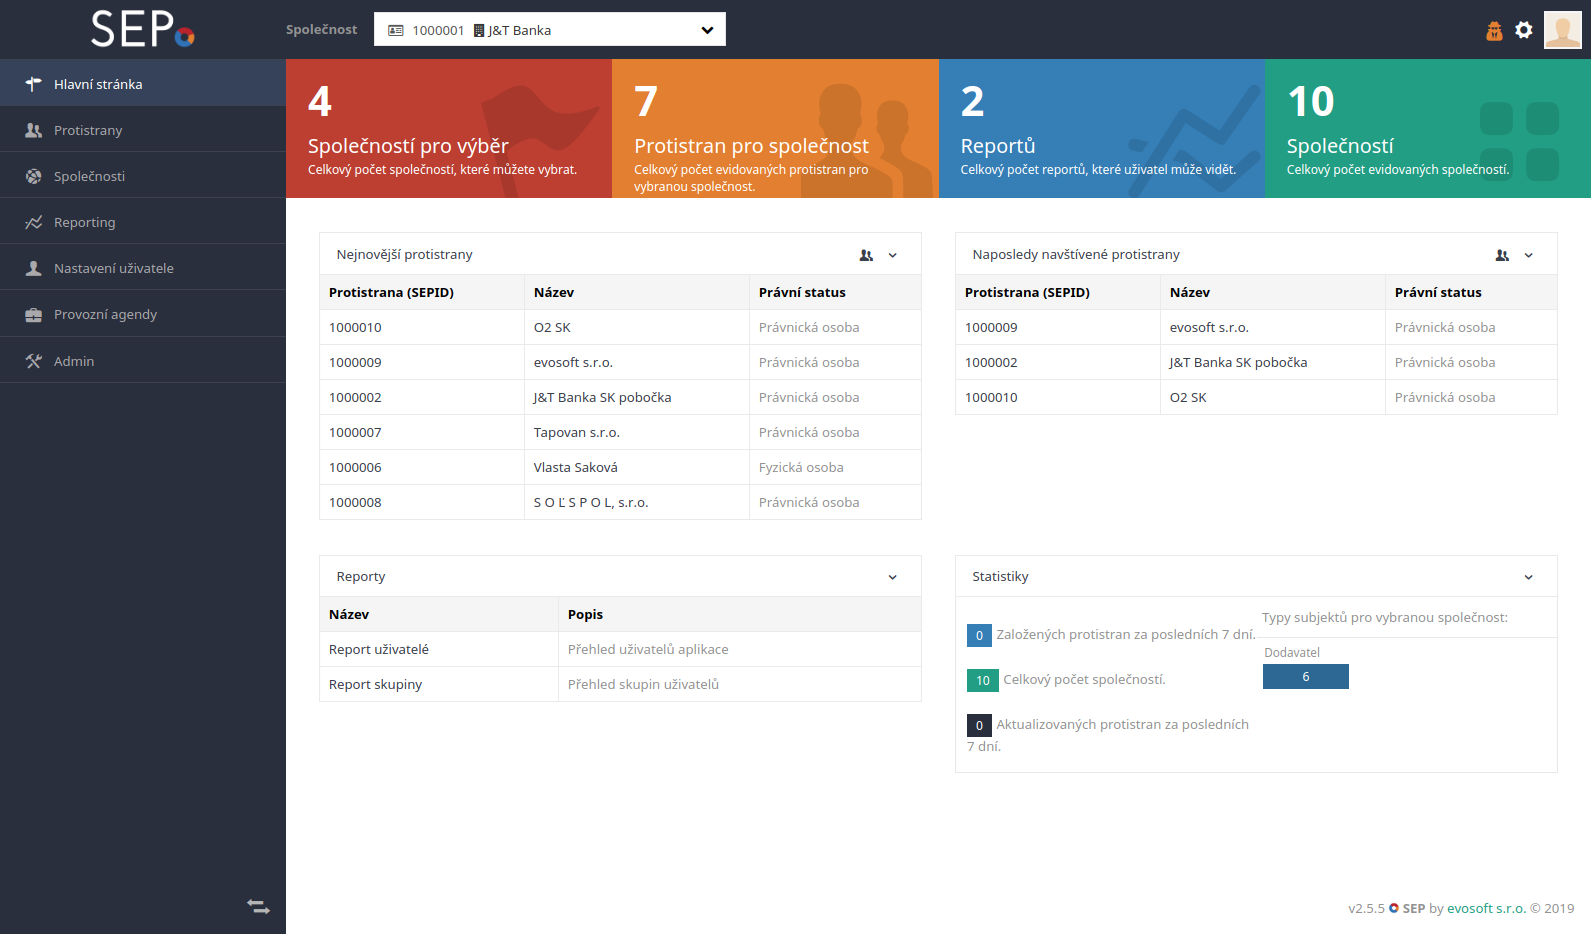 SEP
Společnost
1000001 J&T Banka
Hlavní stránka
Protistrany
Společnosti
Reporting
Nastavení uživatele
Provozní agendy
Admin
4
Společností pro výběr
Celkový počet společností, které můžete vybrat.
7
Protistran pro společnost
Celkový počet evidovaných protistran pro
vybranou společnost.
2
Reportů
Celkový počet reportů, které uživatel může vidět.
10
Společností
Celkový počet evidovaných společností.
Nejnovější protistrany
Protistrana (SEPID) Název Právní status
1000010 O2 SK Právnická osoba
1000009 evosoft s.r.o. Právnická osoba
1000002 J&T Banka SK pobočka Právnická osoba
1000007 Tapovan s.r.o. Právnická osoba
1000006 Vlasta Saková Fyzická osoba
1000008 S O Ľ S P O L, s.r.o. Právnická osoba
Naposledy navštívené protistrany
Protistrana (SEPID) Název Právní status
1000009 evosoft s.r.o. Právnická osoba
1000002 J&T Banka SK pobočka Právnická osoba
1000010 O2 SK Právnická osoba
Reporty
Název Popis
Report uživatelé Přehled uživatelů aplikace
Report skupiny Přehled skupin uživatelů
Statistiky
0 Založených protistran za posledních 7 dní.
10 Celkový počet společností.
0 Aktualizovaných protistran za posledních
7 dní.
Typy subjektů pro vybranou společnost:
Dodavatel
6
v2.5.5 SEP by evosoft s.r.o. © 2019